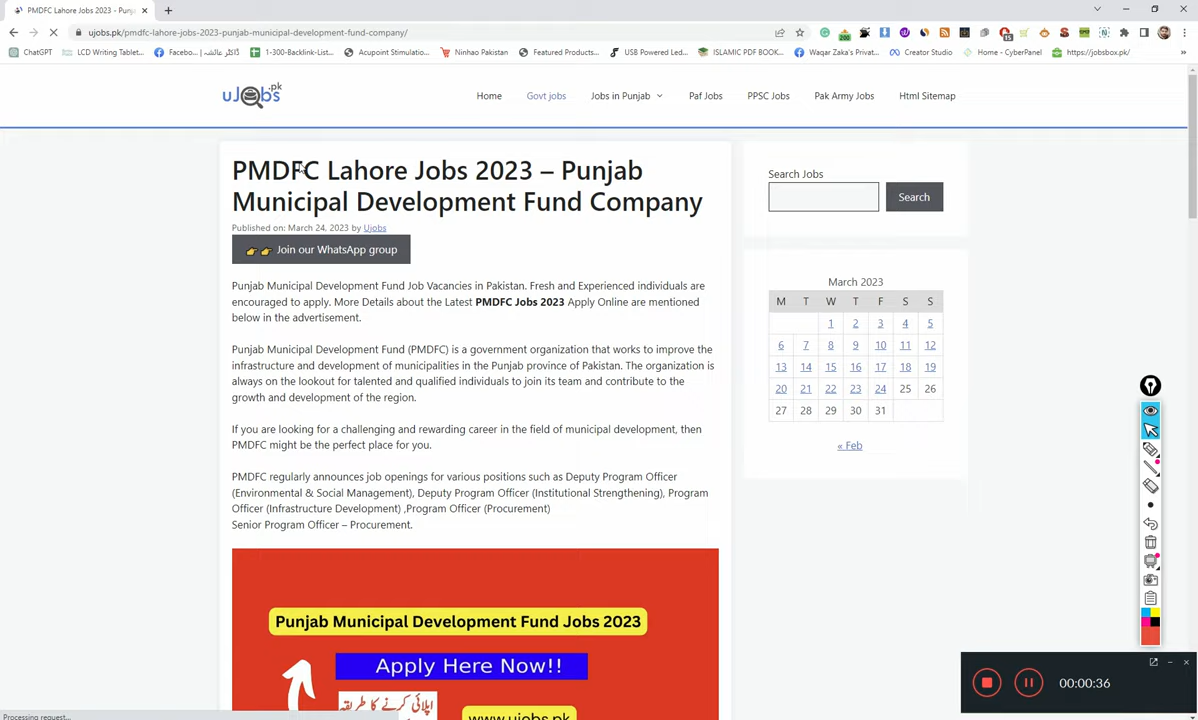 PMDFC Lahore Jobs 2023 - Punj
ujobs.pk/pmdfc-lahore-jobs-2023-punjab-municipal-development-fund-company/
ChatGPT
LCD Writing Tablet...
Facebo...
1-300-Backlink-List...
Acupoint Stimulatio...
Ninhao Pakistan
Featured Products...
USB Powered Led...
ISLAMIC PDF BOOK...
Waqar Zaka's Privat...
Creator Studio
Home - CyberPanel
https://jobsbox.pk/
uJobs.pk
Home
Govt jobs
Jobs in Punjab
Paf Jobs
PPSC Jobs
Pak Army Jobs
Html Sitemap
PMDFC Lahore Jobs 2023 – Punjab
Municipal Development Fund Company
Published on: March 24, 2023 by Ujobs
👉👉 Join our WhatsApp group
Punjab Municipal Development Fund Job Vacancies in Pakistan. Fresh and Experienced individuals are
encouraged to apply. More Details about the Latest PMDFC Jobs 2023 Apply Online are mentioned
below in the advertisement.
Punjab Municipal Development Fund (PMDFC) is a government organization that works to improve the
infrastructure and development of municipalities in the Punjab province of Pakistan. The organization is
always on the lookout for talented and qualified individuals to join its team and contribute to the
growth and development of the region.
If you are looking for a challenging and rewarding career in the field of municipal development, then
PMDFC might be the perfect place for you.
PMDFC regularly announces job openings for various positions such as Deputy Program Officer
(Environmental & Social Management), Deputy Program Officer (Institutional Strengthening), Program
Officer (Infrastructure Development) ,Program Officer (Procurement)
Senior Program Officer – Procurement.
Punjab Municipal Development Fund Jobs 2023
Apply Here Now!!
اپلائی کرنے کا طریقہ
www.ujobs.pk
Search Jobs
Search
March 2023
M T W T F S S
1 2 3 4 5
6 7 8 9 10 11 12
13 14 15 16 17 18 19
20 21 22 23 24 25 26
27 28 29 30 31
« Feb
00:00:36
Processing request...